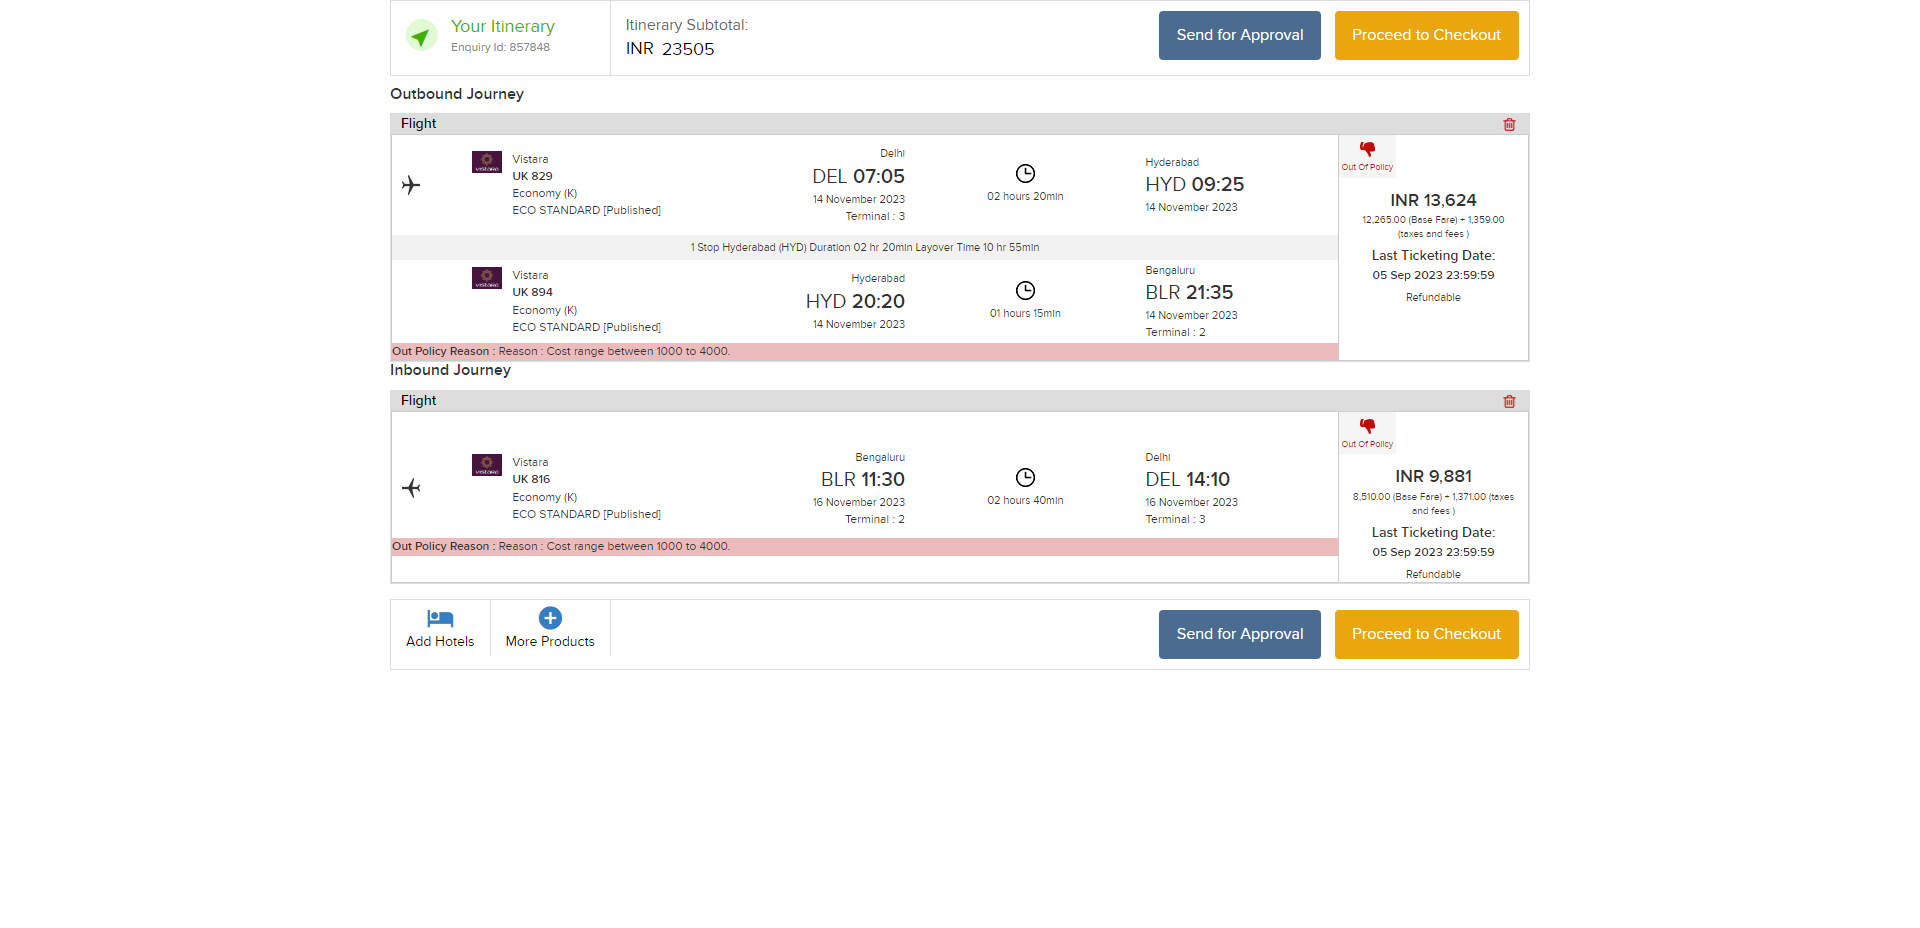 Your Itinerary
Enquiry Id: 857848
Itinerary Subtotal:
INR 23505
Send for Approval
Proceed to Checkout
Outbound Journey
Flight
VISTARA
Vistara
UK 829
Economy (K)
ECO STANDARD [Published]
Delhi
DEL 07:05
14 November 2023
Terminal : 3
02 hours 20min
Hyderabad
HYD 09:25
14 November 2023
Out Of Policy
INR 13,624
12,265.00 (Base Fare) + 1,359.00
(taxes and fees )
Last Ticketing Date:
05 Sep 2023 23:59:59
Refundable
1 Stop Hyderabad (HYD) Duration 02 hr 20min Layover Time 10 hr 55min
VISTARA
Vistara
UK 894
Economy (K)
ECO STANDARD [Published]
Hyderabad
HYD 20:20
14 November 2023
01 hours 15min
Bengaluru
BLR 21:35
14 November 2023
Terminal : 2
Out Policy Reason : Reason : Cost range between 1000 to 4000.
Inbound Journey
Flight
VISTARA
Vistara
UK 816
Economy (K)
ECO STANDARD [Published]
Bengaluru
BLR 11:30
16 November 2023
Terminal : 2
02 hours 40min
Delhi
DEL 14:10
16 November 2023
Terminal : 3
Out Of Policy
INR 9,881
8,510.00 (Base Fare) + 1,371.00 (taxes
and fees )
Last Ticketing Date:
05 Sep 2023 23:59:59
Refundable
Out Policy Reason : Reason : Cost range between 1000 to 4000.
Add Hotels
More Products
Send for Approval
Proceed to Checkout